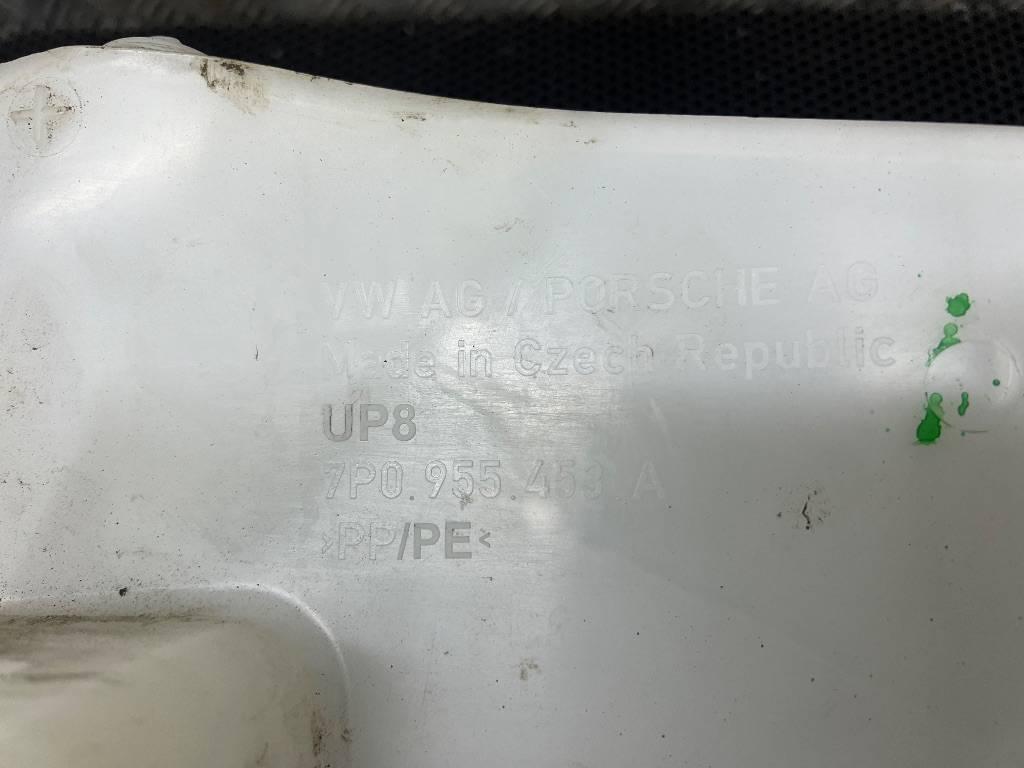 VW AG / PORSCHE AG
Made in Czech Republic
UP8
7P0.955.453 A
>PP/PE<